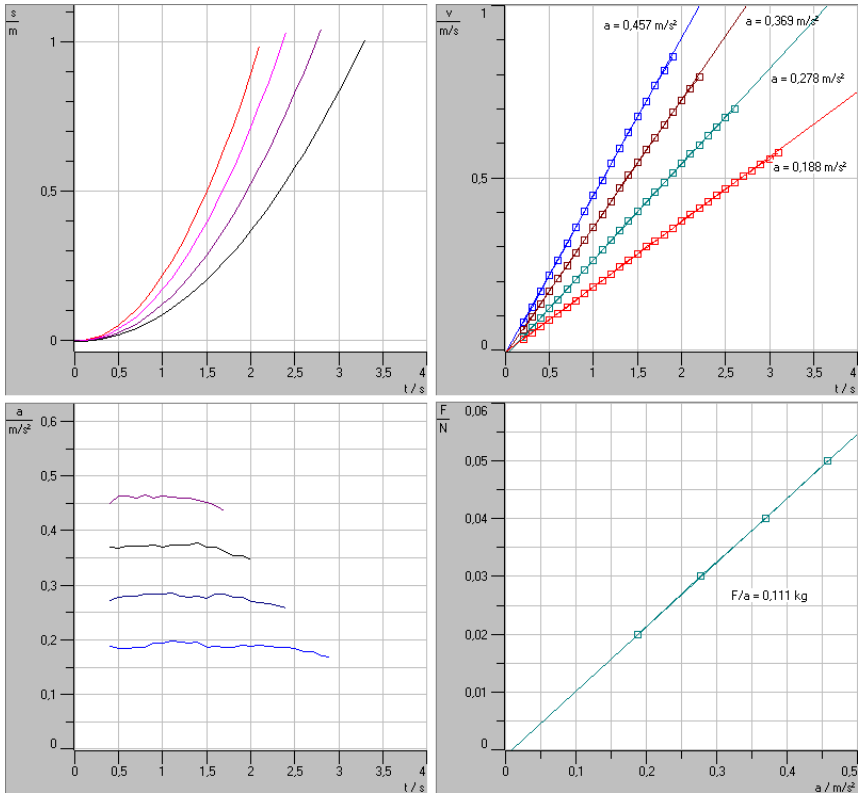 s
m
1
0,5
0
0 0,5 1 1,5 2 2,5 3 3,5 4
t / s
v
m/s
1
0,5
0
a = 0,457 m/s²
a = 0,369 m/s²
a = 0,278 m/s²
a = 0,188 m/s²
0 0,5 1,0 1,5 2,0 2,5 3,0 3,5 4
t / s
a
m/s²
0,6
0,5
0,4
0,3
0,2
0,1
0
0 0,5 1 1,5 2 2,5 3 3,5 4
t / s
F
N
0,06
0,05
0,04
0,03
0,02
0,01
0
F/a = 0,111 kg
0 0,1 0,2 0,3 0,4 0,5
a / m/s²